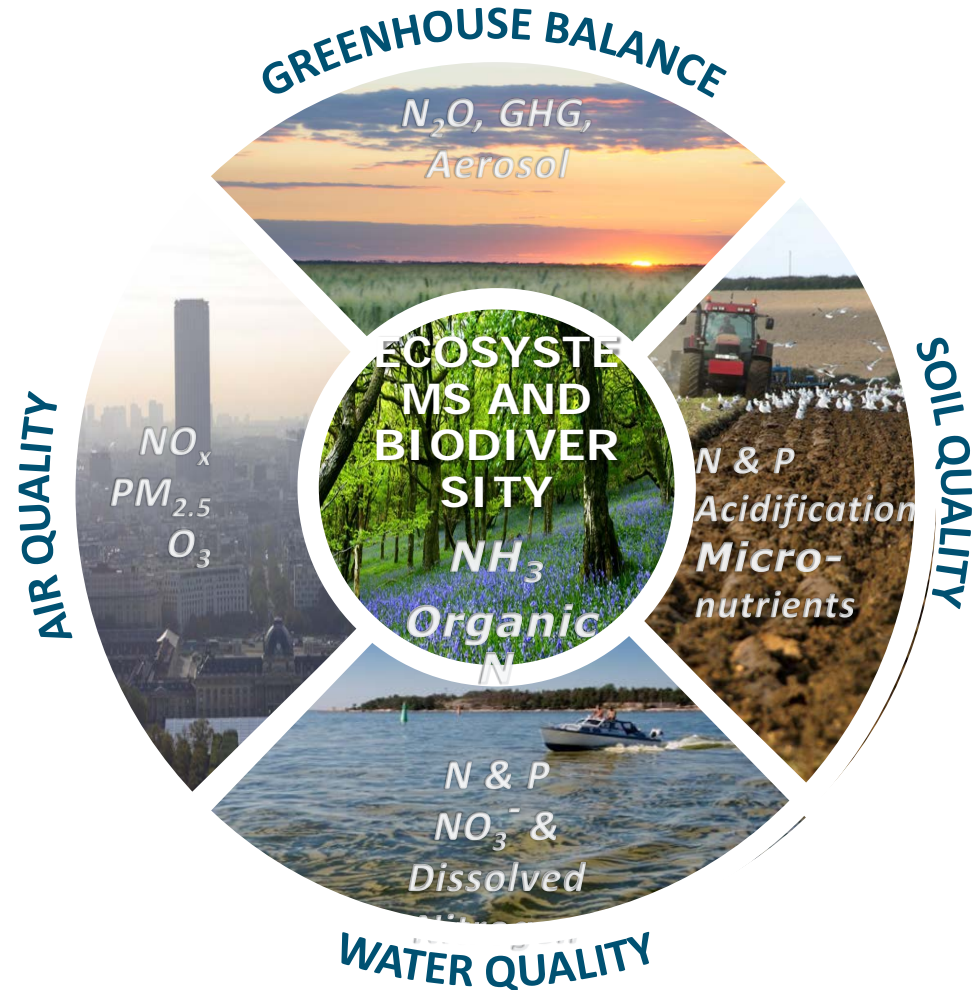 GREENHOUSE BALANCE
N₂O, GHG,
Aerosol
AIR QUALITY
NOₓ
PM₂.₅
O₃
ECOSYSTE
MS AND
BIODIVER
SITY
NH₃
Organic
N
SOIL QUALITY
N & P
Acidification
Micro-
nutrients
N & P
NO₃⁻ &
Dissolved
Nitrogen
WATER QUALITY